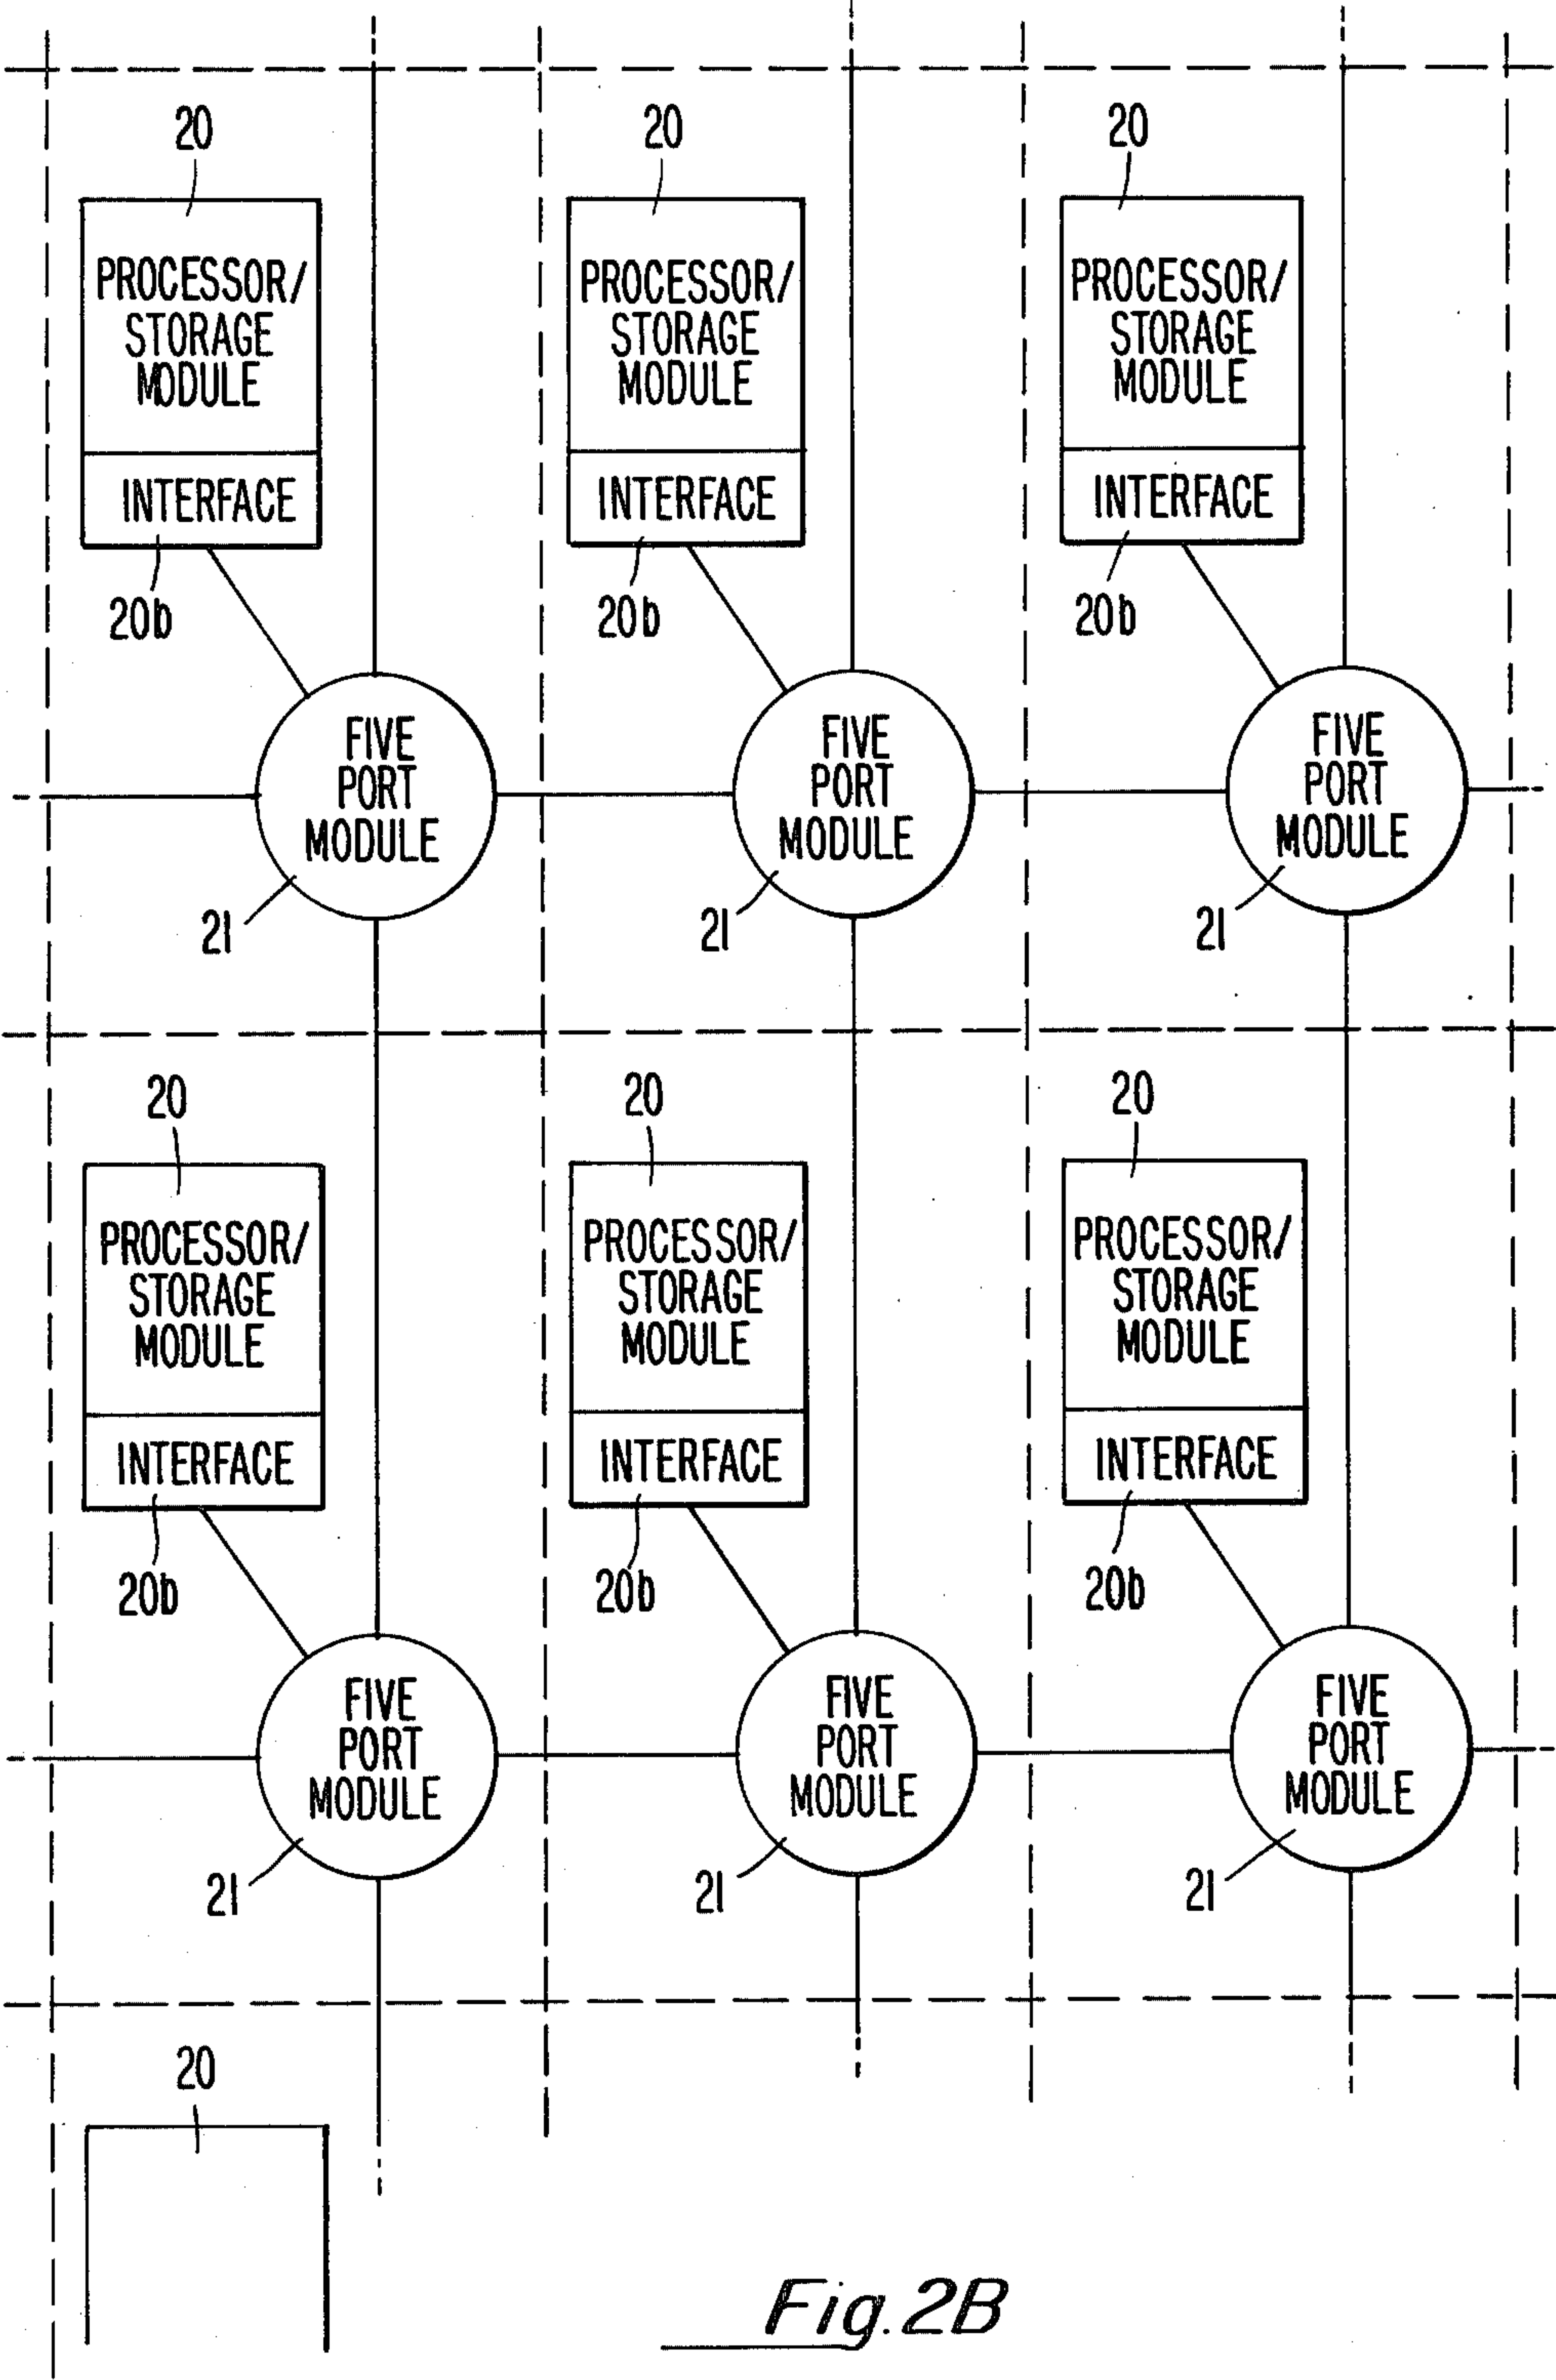 20 20 20
PROCESSOR/ PROCESSOR/ PROCESSOR/
STORAGE STORAGE STORAGE
MODULE MODULE MODULE
INTERFACE INTERFACE INTERFACE
20b 20b 20b
FIVE FIVE FIVE
PORT PORT PORT
MODULE MODULE MODULE
21 21 21
20 20 20
PROCESSOR/ PROCESSOR/ PROCESSOR/
STORAGE STORAGE STORAGE
MODULE MODULE MODULE
INTERFACE INTERFACE INTERFACE
20b 20b 20b
FIVE FIVE FIVE
PORT PORT PORT
MODULE MODULE MODULE
21 21 21
20
Fig. 2B